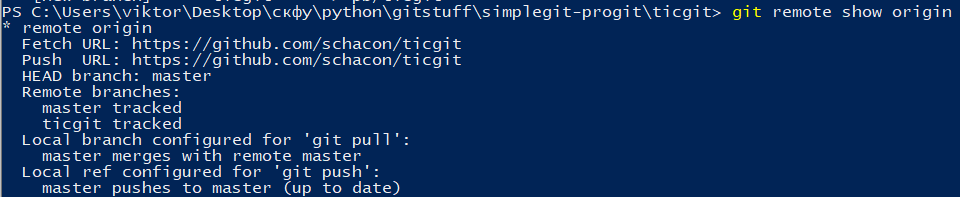 PS C:\Users\viktor\Desktop\скфу\python\gitstuff\simplegit-progit\ticgit> git remote show origin
* remote origin
  Fetch URL: https://github.com/schacon/ticgit
  Push  URL: https://github.com/schacon/ticgit
  HEAD branch: master
  Remote branches:
    master tracked
    ticgit tracked
  Local branch configured for 'git pull':
    master merges with remote master
  Local ref configured for 'git push':
    master pushes to master (up to date)